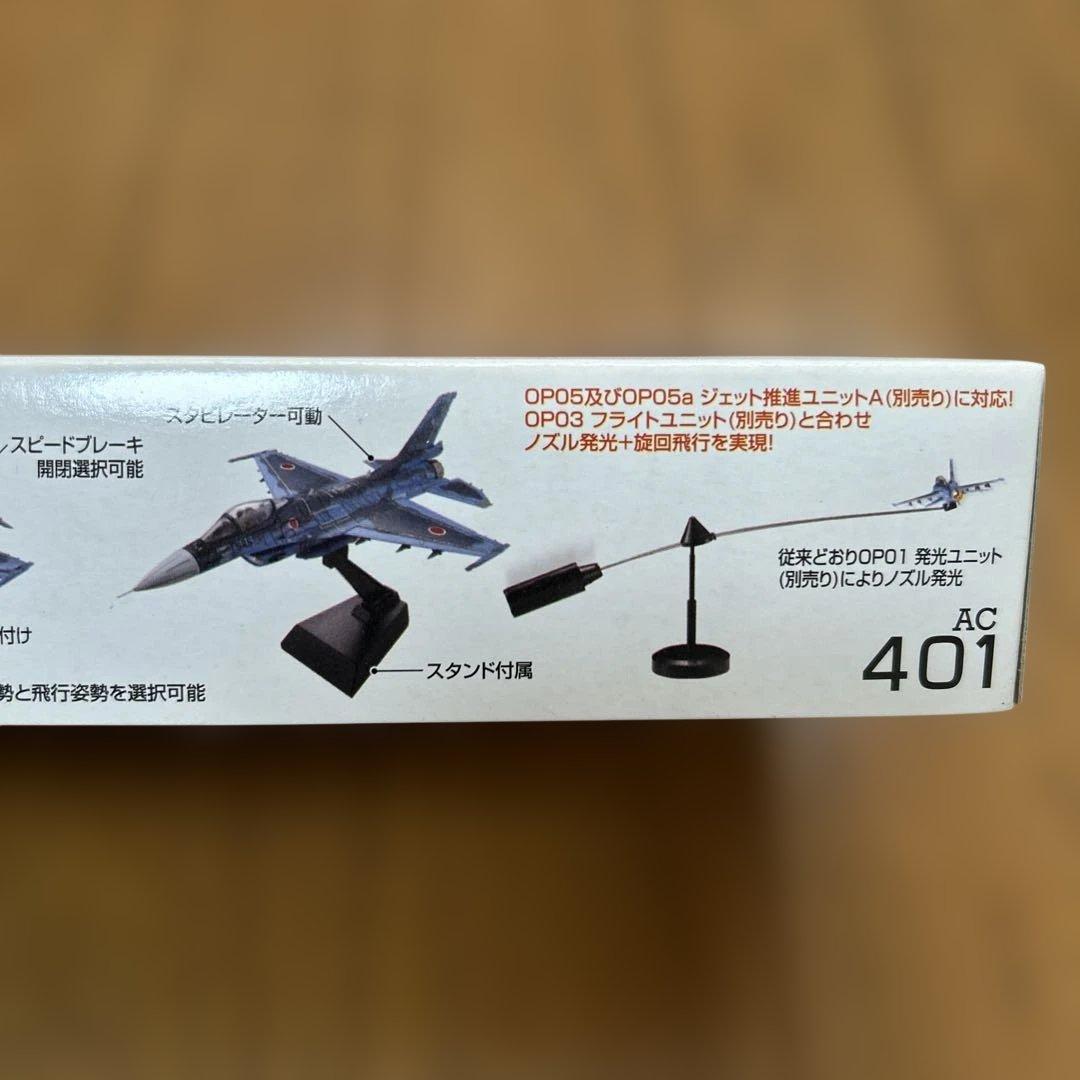 スタビレーター可動
スピードブレーキ
開閉選択可能
付け
勢と飛行姿勢を選択可能
スタンド付属
OP05及びOP05a ジェット推進ユニットA(別売り)に対応!
OP03 フライトユニット(別売り)と合わせ
ノズル発光+旋回飛行を実現!
従来どおりOP01 発光ユニット
(別売り)によりノズル発光
AC
401